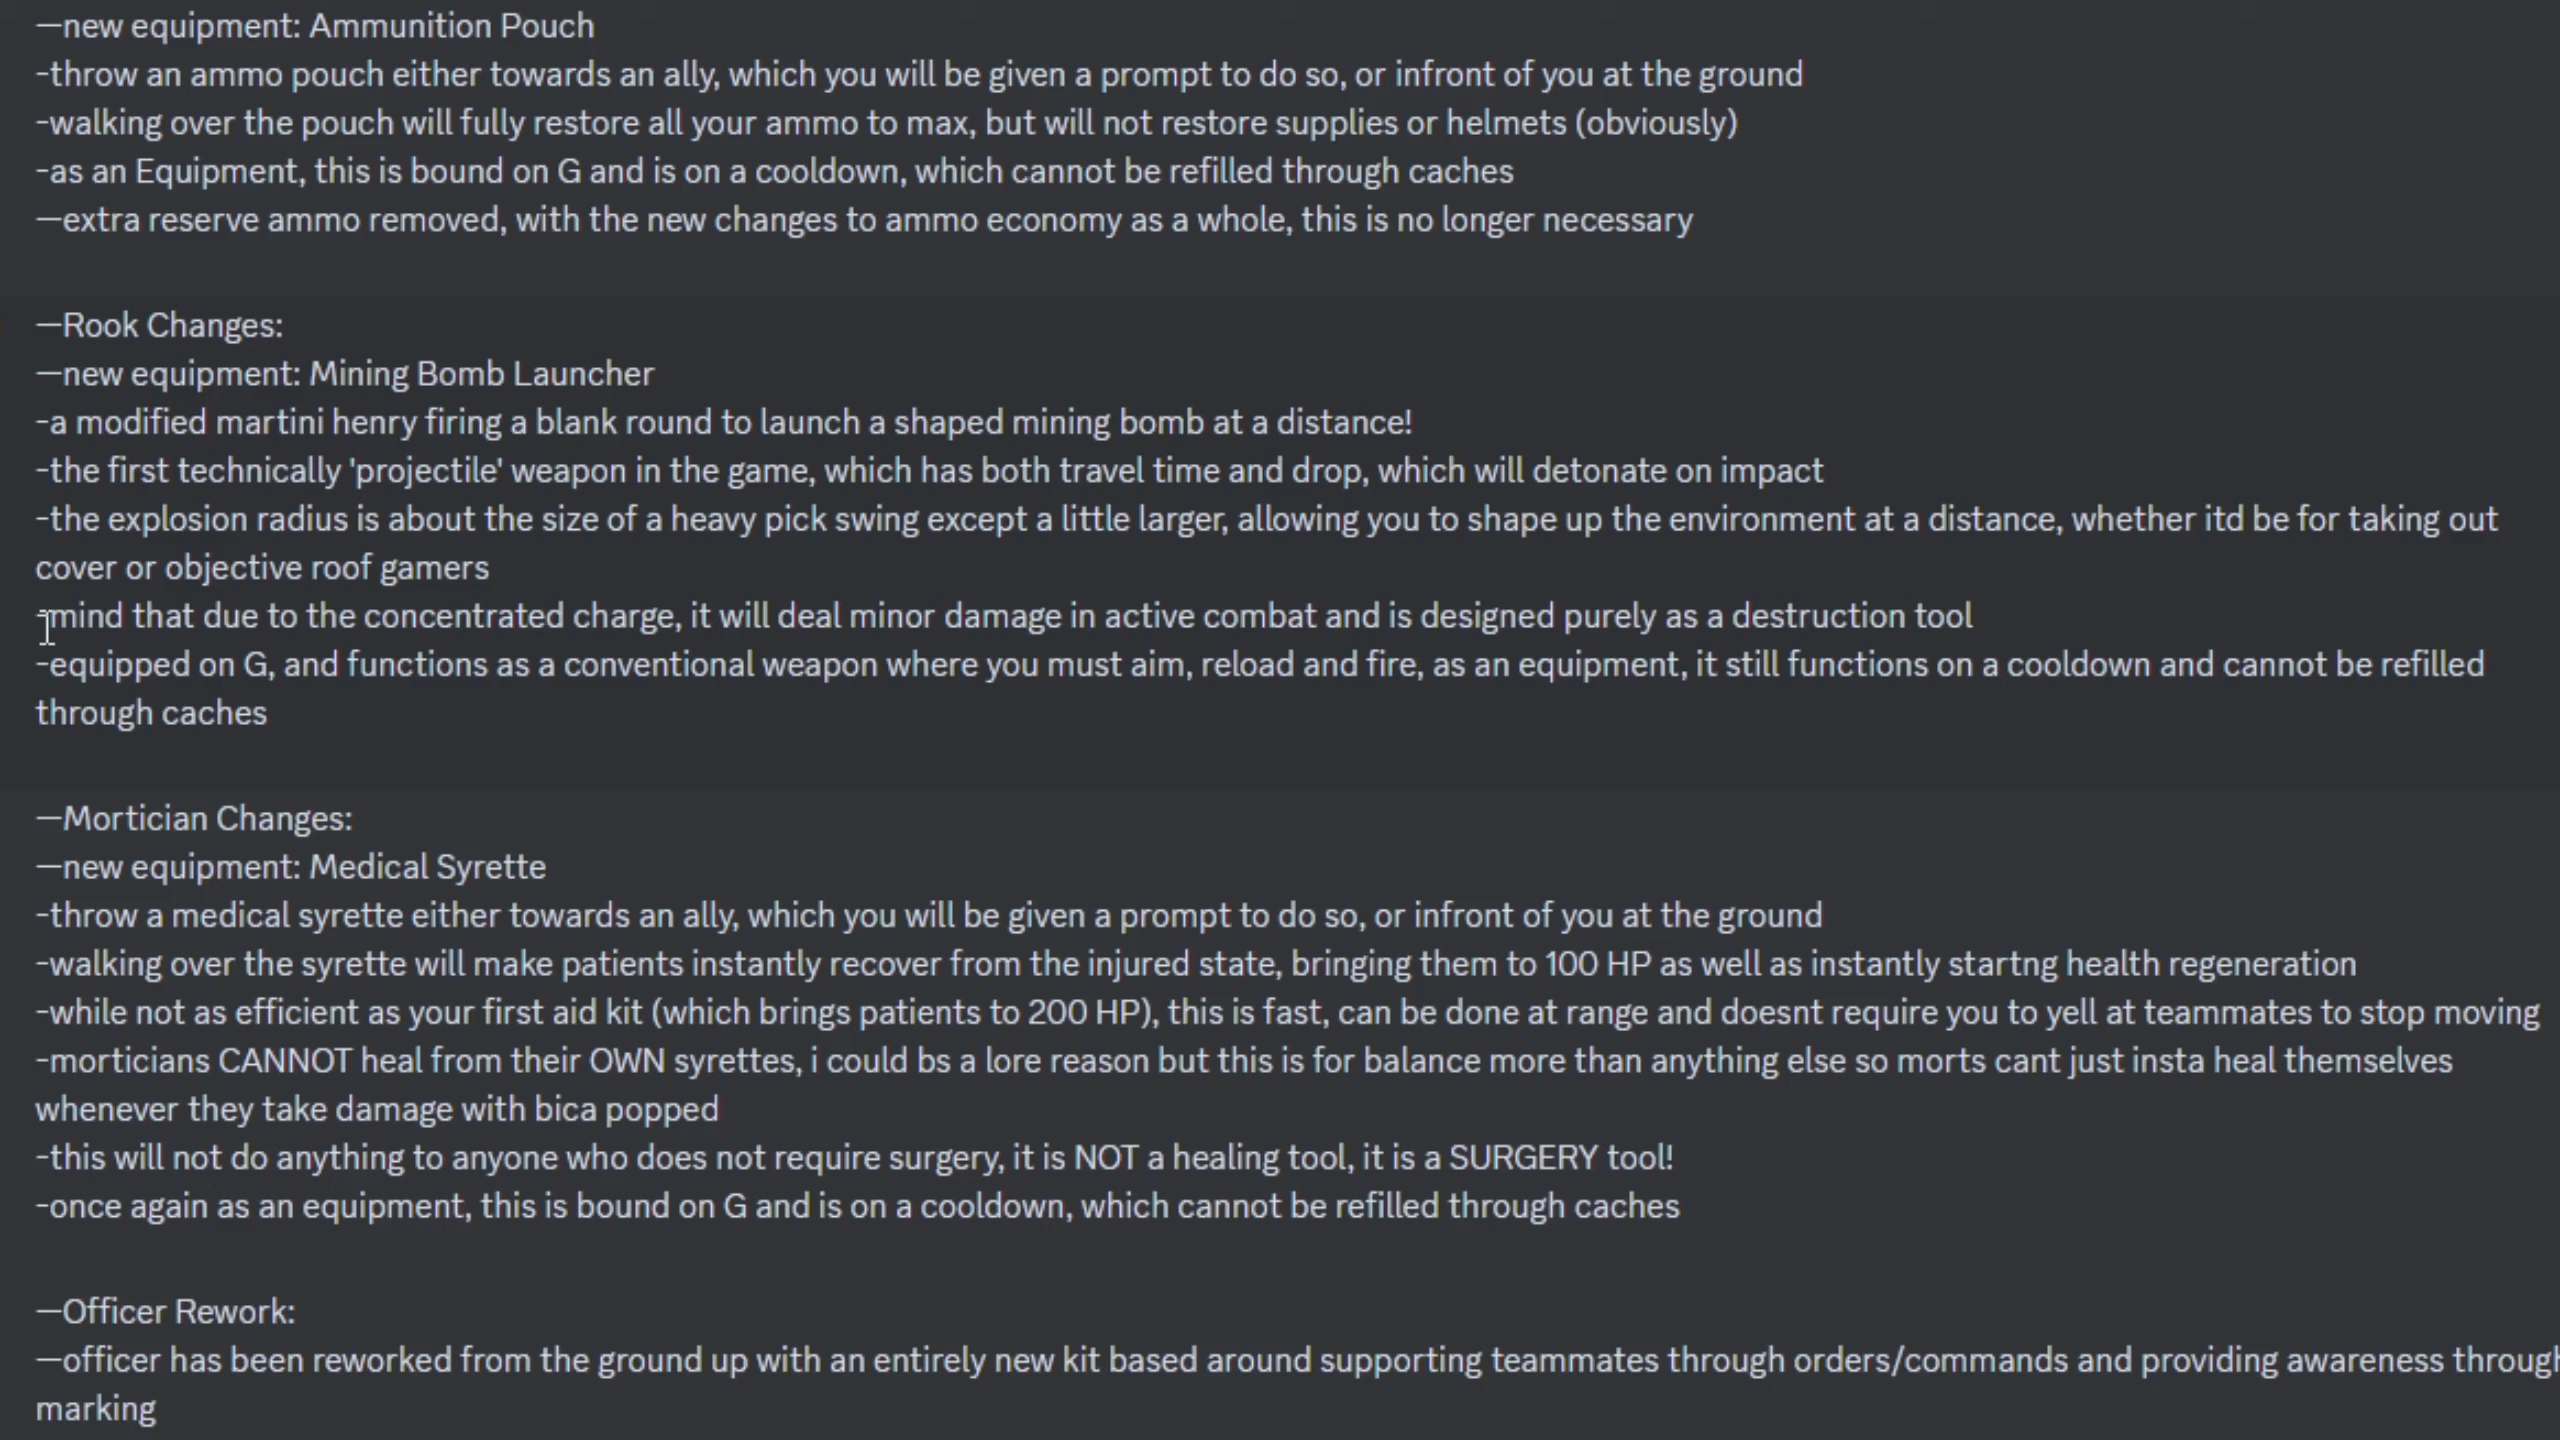 —new equipment: Ammunition Pouch
-throw an ammo pouch either towards an ally, which you will be given a prompt to do so, or infront of you at the ground
-walking over the pouch will fully restore all your ammo to max, but will not restore supplies or helmets (obviously)
-as an Equipment, this is bound on G and is on a cooldown, which cannot be refilled through caches
—extra reserve ammo removed, with the new changes to ammo economy as a whole, this is no longer necessary
—Rook Changes:
—new equipment: Mining Bomb Launcher
-a modified martini henry firing a blank round to launch a shaped mining bomb at a distance!
-the first technically 'projectile' weapon in the game, which has both travel time and drop, which will detonate on impact
-the explosion radius is about the size of a heavy pick swing except a little larger, allowing you to shape up the environment at a distance, whether itd be for taking out
cover or objective roof gamers
-mind that due to the concentrated charge, it will deal minor damage in active combat and is designed purely as a destruction tool
-equipped on G, and functions as a conventional weapon where you must aim, reload and fire, as an equipment, it still functions on a cooldown and cannot be refilled
through caches
—Mortician Changes:
—new equipment: Medical Syrette
-throw a medical syrette either towards an ally, which you will be given a prompt to do so, or infront of you at the ground
-walking over the syrette will make patients instantly recover from the injured state, bringing them to 100 HP as well as instantly startng health regeneration
-while not as efficient as your first aid kit (which brings patients to 200 HP), this is fast, can be done at range and doesnt require you to yell at teammates to stop moving
-morticians CANNOT heal from their OWN syrettes, i could bs a lore reason but this is for balance more than anything else so morts cant just insta heal themselves
whenever they take damage with bica popped
-this will not do anything to anyone who does not require surgery, it is NOT a healing tool, it is a SURGERY tool!
-once again as an equipment, this is bound on G and is on a cooldown, which cannot be refilled through caches
—Officer Rework:
—officer has been reworked from the ground up with an entirely new kit based around supporting teammates through orders/commands and providing awareness through
marking